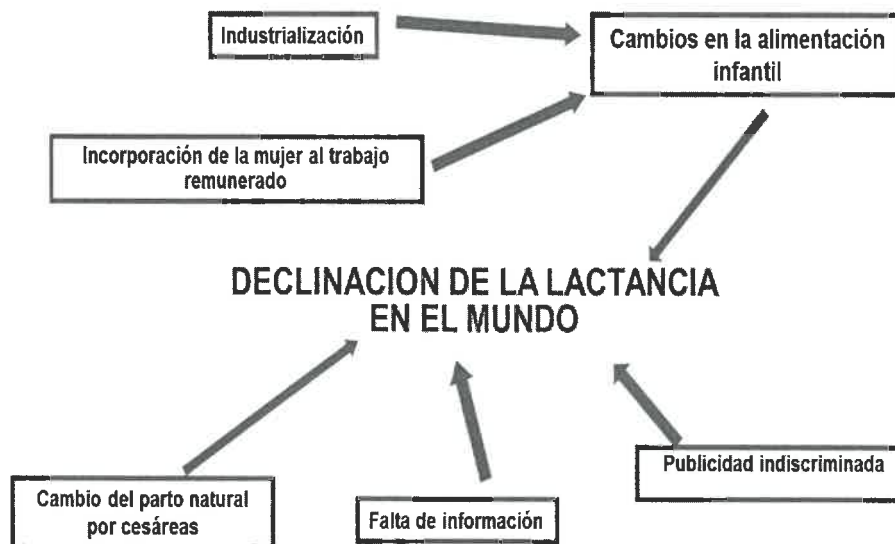 Industrialización
Cambios en la alimentación
infantil
Incorporación de la mujer al trabajo
remunerado
DECLINACION DE LA LACTANCIA
EN EL MUNDO
Cambio del parto natural
por cesáreas
Falta de información
Publicidad indiscriminada